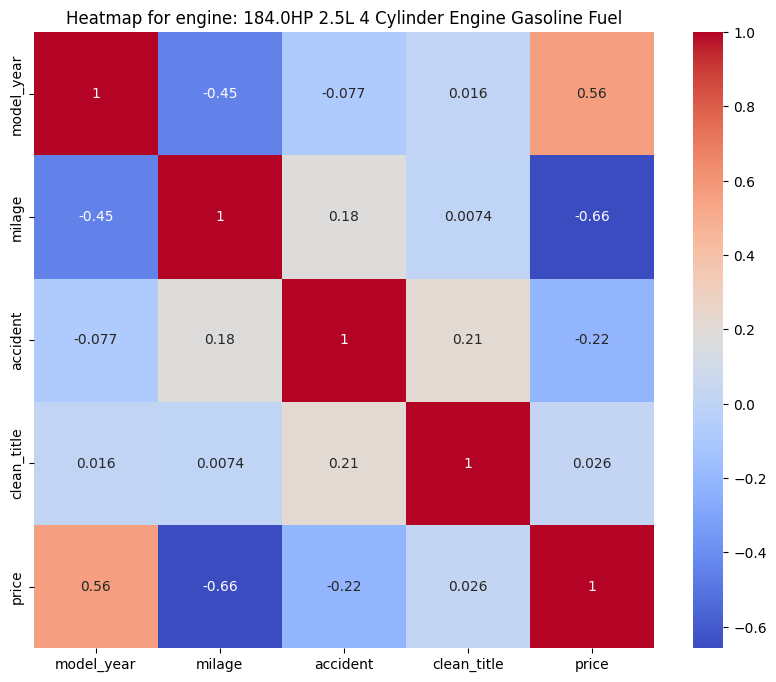 Heatmap for engine: 184.0HP 2.5L 4 Cylinder Engine Gasoline Fuel
model_year 1 -0.45 -0.077 0.016 0.56
milage -0.45 1 0.18 0.0074 -0.66
accident -0.077 0.18 1 0.21 -0.22
clean_title 0.016 0.0074 0.21 1 0.026
price 0.56 -0.66 -0.22 0.026 1
model_year milage accident clean_title price
1.0
0.8
0.6
0.4
0.2
0.0
-0.2
-0.4
-0.6